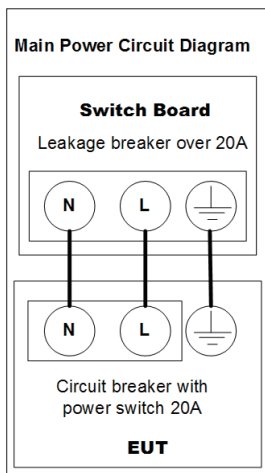 Main Power Circuit Diagram
Switch Board
Leakage breaker over 20A
N L
N L
Circuit breaker with
power switch 20A
EUT